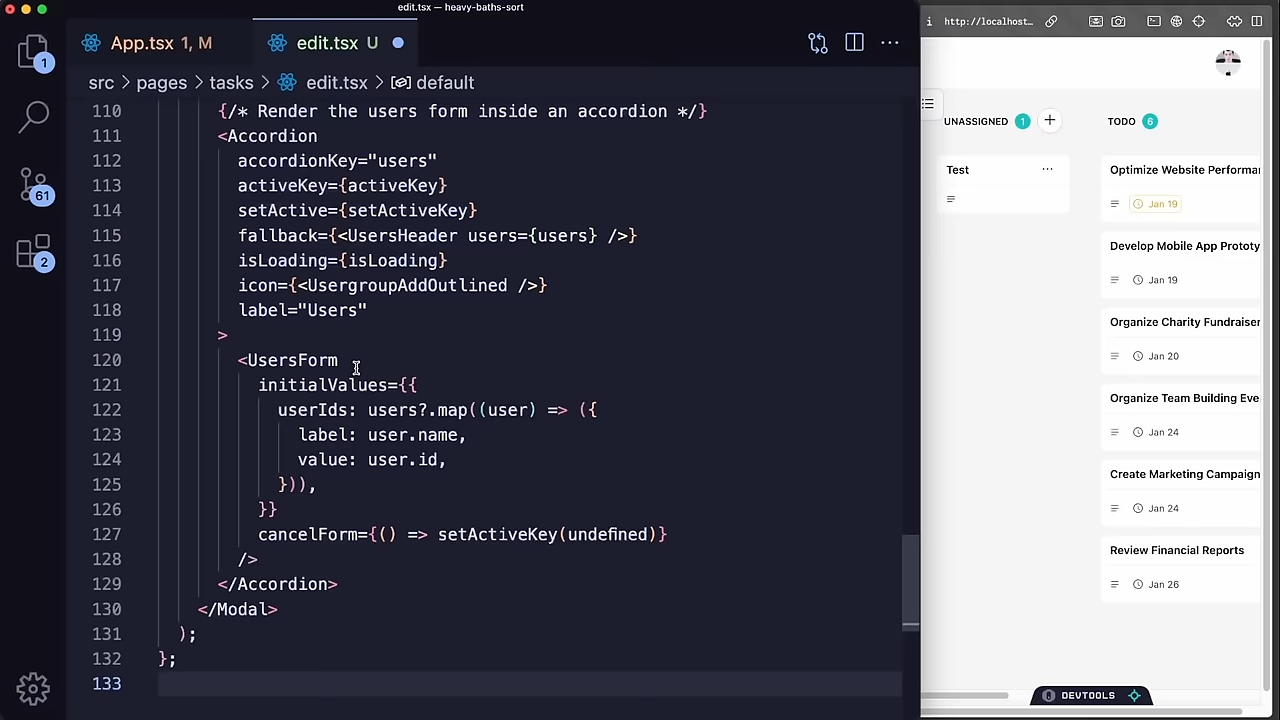 edit.tsx — heavy-baths-sort
App.tsx 1, M
edit.tsx U
src > pages > tasks > edit.tsx > default
1
61
2
110 {/* Render the users form inside an accordion */}
111 <Accordion
112 accordionKey="users"
113 activeKey={activeKey}
114 setActive={setActiveKey}
115 fallback={<UsersHeader users={users} />}
116 isLoading={isLoading}
117 icon={<UsergroupAddOutlined />}
118 label="Users"
119 >
120 <UsersForm
121 initialValues={{
122 userIds: users?.map((user) => ({
123 label: user.name,
124 value: user.id,
125 })),
126 }}
127 cancelForm={() => setActiveKey(undefined)}
128 />
129 </Accordion>
130 </Modal>
131 );
132 };
133
http://localhost...
UNASSIGNED 1
Test
TODO 6
Optimize Website Performa
Jan 19
Develop Mobile App Prototy
Jan 19
Organize Charity Fundraiser
Jan 20
Organize Team Building Eve
Jan 24
Create Marketing Campaign
Jan 24
Review Financial Reports
Jan 26
DEVTOOLS